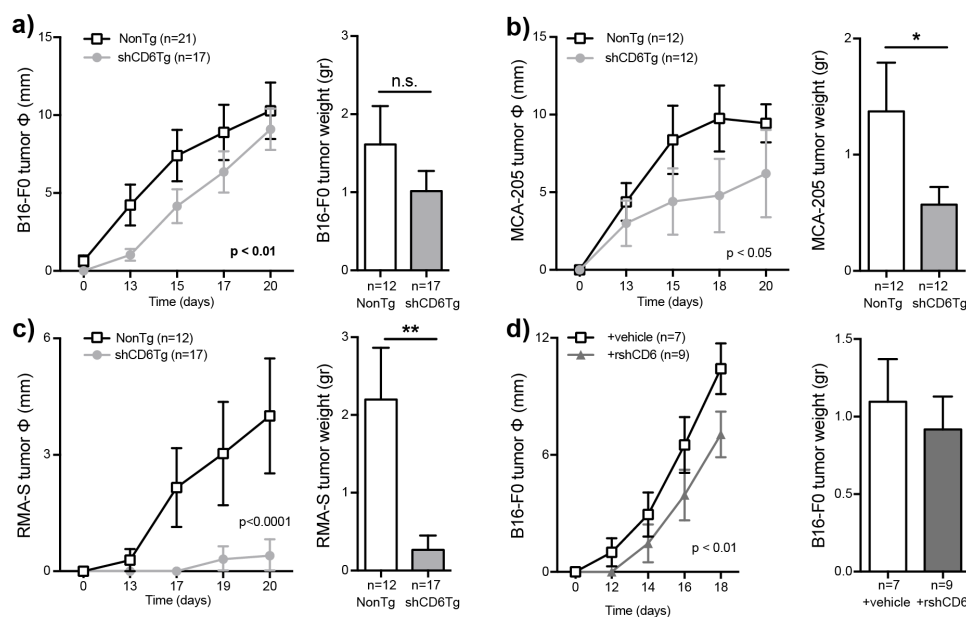 a)
NonTg (n=21)
shCD6Tg (n=17)
B16-F0 tumor Φ (mm)
10
5
0
0 13 15 17 20
Time (days)
p < 0.01
B16-F0 tumor weight (gr)
3
2
1
0
n.s.
n=12 n=17
NonTg shCD6Tg
b)
NonTg (n=12)
shCD6Tg (n=12)
MCA-205 tumor Φ (mm)
15
10
5
0
0 13 15 18 20
Time (days)
p < 0.05
MCA-205 tumor weight (gr)
2
1
0
*
n=12 n=12
NonTg shCD6Tg
c)
NonTg (n=12)
shCD6Tg (n=17)
RMA-S tumor Φ (mm)
6
3
0
0 13 17 19 20
Time (days)
p<0.0001
RMA-S tumor weight (gr)
3
2
1
0
**
n=12 n=17
NonTg shCD6Tg
d)
+vehicle (n=7)
+rshCD6 (n=9)
B16-F0 tumor Φ (mm)
12
6
0
0 12 14 16 18
Time (days)
p < 0.01
B16-F0 tumor weight (gr)
1.5
1.0
0.5
0.0
n=7 n=9
+vehicle +rshCD6